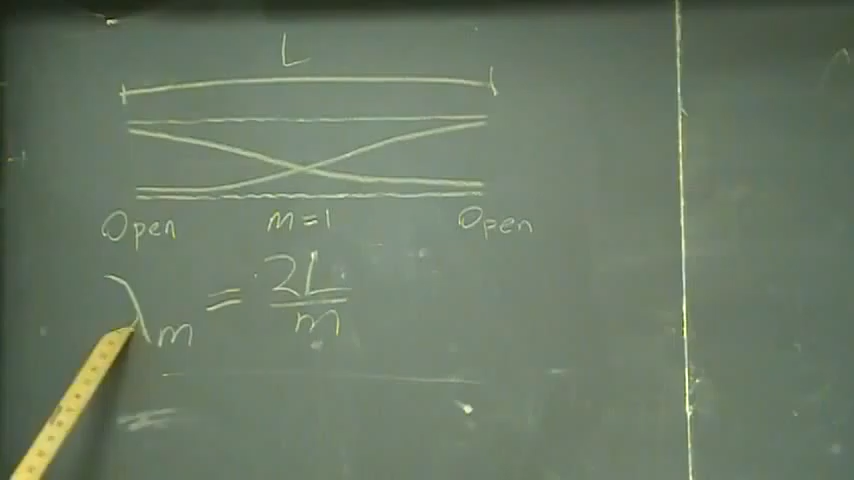 L
Open m=1 Open
λm = 2L/m